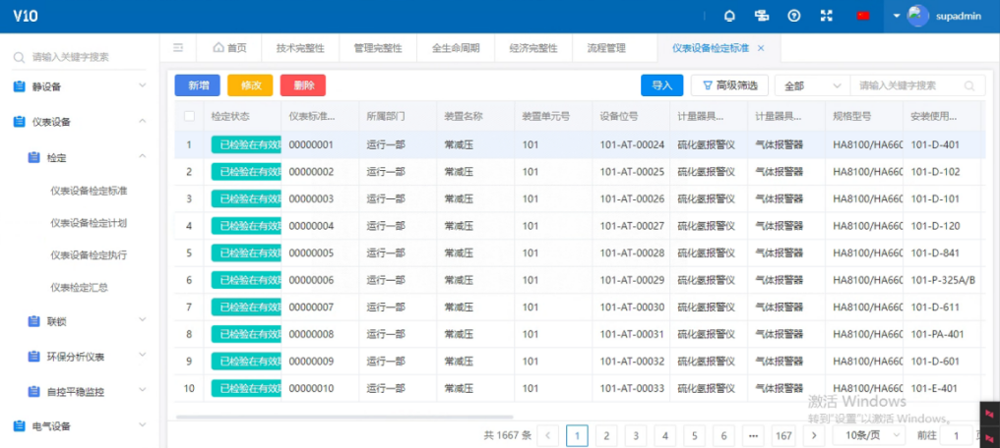 V10
supadmin
请输入关键字搜索
首页 技术完整性 管理完整性 全生命周期 经济完整性 流程管理 仪表设备检定标准 ×
静设备
仪表设备
检定
仪表设备检定标准
仪表设备检定计划
仪表设备检定执行
仪表检定汇总
联锁
环保分析仪表
自控平稳监控
电气设备
新增 修改 删除 导入 高级筛选 全部 请输入关键字搜索
检定状态 仪表标准... 所属部门 装置名称 装置单元号 设备位号 计量器具... 计量器具... 规格型号 安装使用...
1 已检验在有效期 00000001 运行一部 常减压 101 101-AT-00024 硫化氢报警仪 气体报警器 HA8100/HA660 101-D-401
2 已检验在有效期 00000002 运行一部 常减压 101 101-AT-00025 硫化氢报警仪 气体报警器 HA8100/HA660 101-D-102
3 已检验在有效期 00000003 运行一部 常减压 101 101-AT-00026 硫化氢报警仪 气体报警器 HA8100/HA660 101-D-101
4 已检验在有效期 00000004 运行一部 常减压 101 101-AT-00027 硫化氢报警仪 气体报警器 HA8100/HA660 101-D-120
5 已检验在有效期 00000005 运行一部 常减压 101 101-AT-00028 硫化氢报警仪 气体报警器 HA8100/HA660 101-D-841
6 已检验在有效期 00000006 运行一部 常减压 101 101-AT-00029 硫化氢报警仪 气体报警器 HA8100/HA660 101-P-325A/B
7 已检验在有效期 00000007 运行一部 常减压 101 101-AT-00030 硫化氢报警仪 气体报警器 HA8100/HA660 101-D-611
8 已检验在有效期 00000008 运行一部 常减压 101 101-AT-00031 硫化氢报警仪 气体报警器 HA8100/HA660 101-PA-401
9 已检验在有效期 00000009 运行一部 常减压 101 101-AT-00032 硫化氢报警仪 气体报警器 HA8100/HA660 101-D-601
10 已检验在有效期 00000010 运行一部 常减压 101 101-AT-00033 硫化氢报警仪 气体报警器 HA8100/HA660 101-E-401
激活 Windows
转到"设置"以激活 Windows。
共 1667 条 < 1 2 3 4 5 6 ... 167 > 10条/页 前往 1